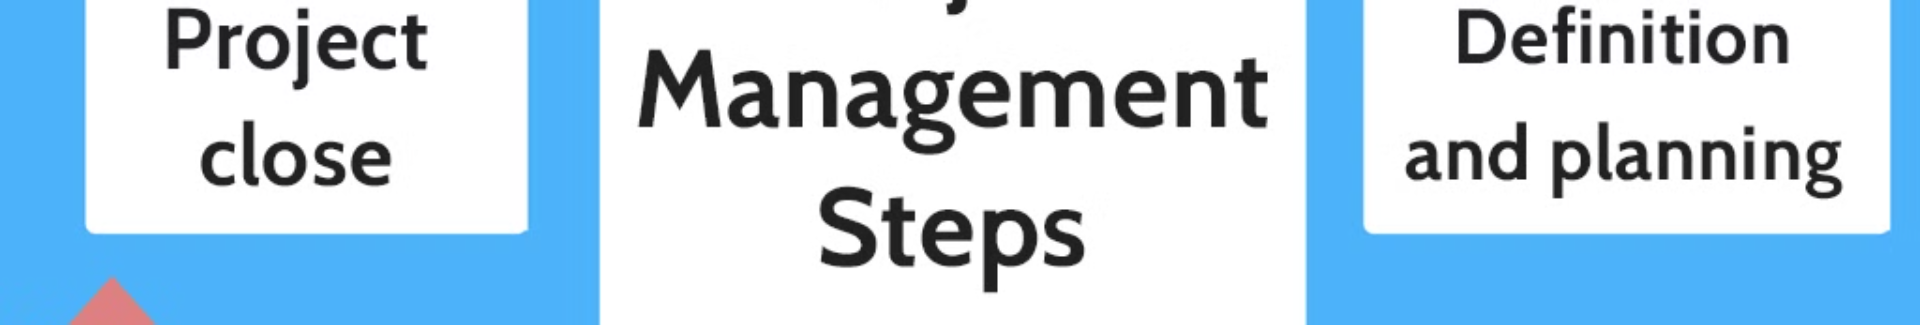 Project
close
Management
Steps
Definition
and planning